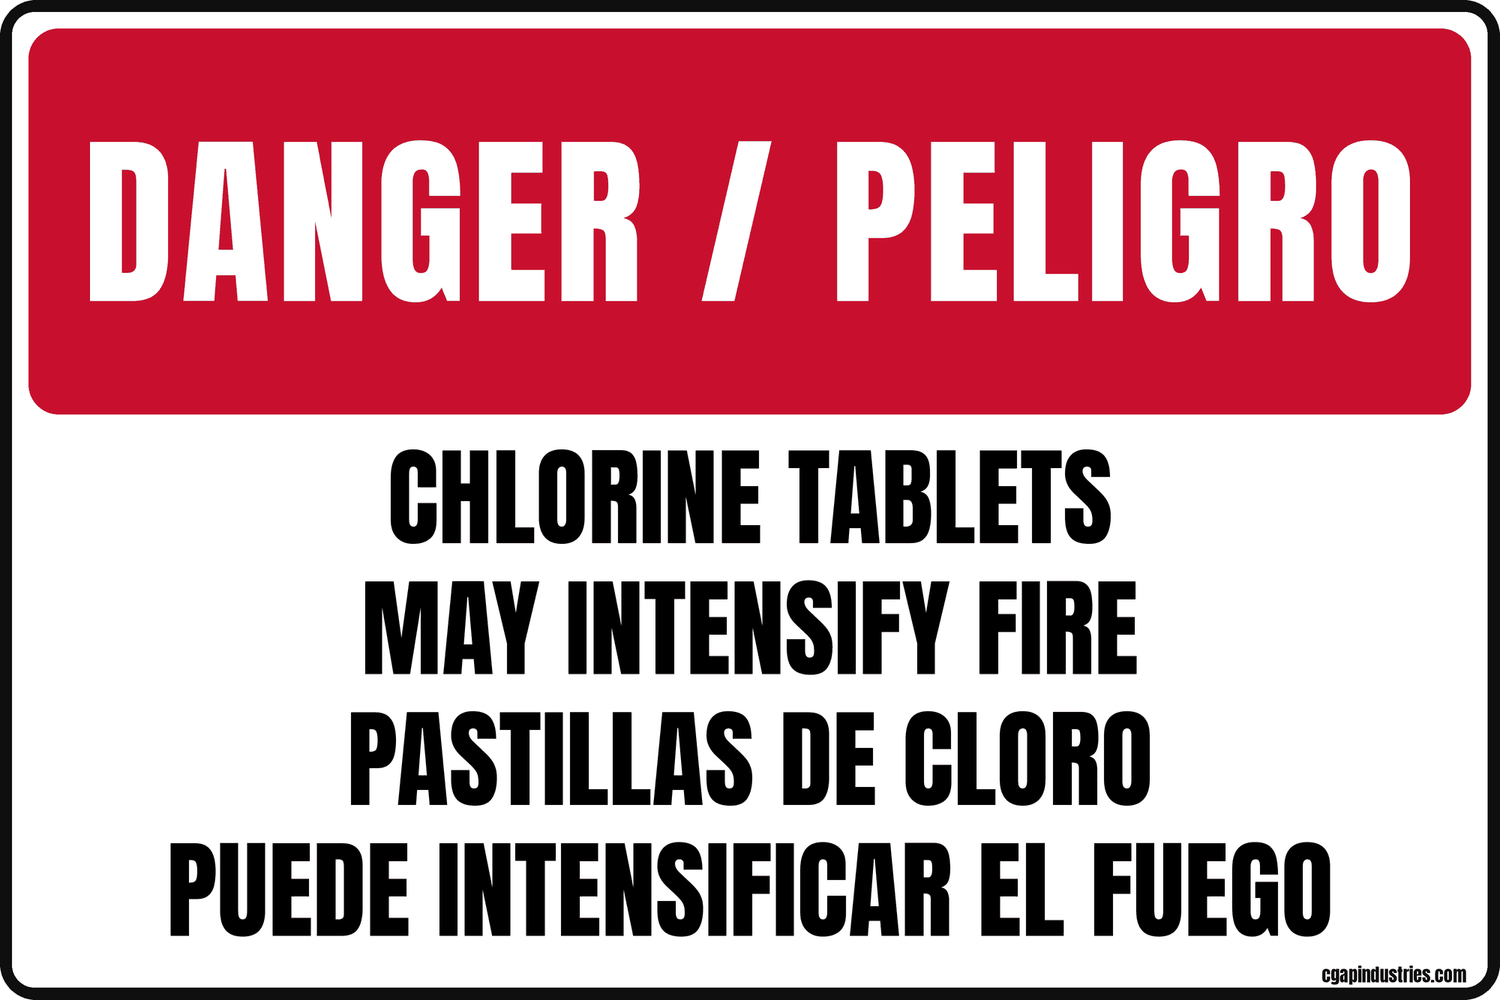 DANGER / PELIGRO
CHLORINE TABLETS
MAY INTENSIFY FIRE
PASTILLAS DE CLORO
PUEDE INTENSIFICAR EL FUEGO
cgapindustries.com